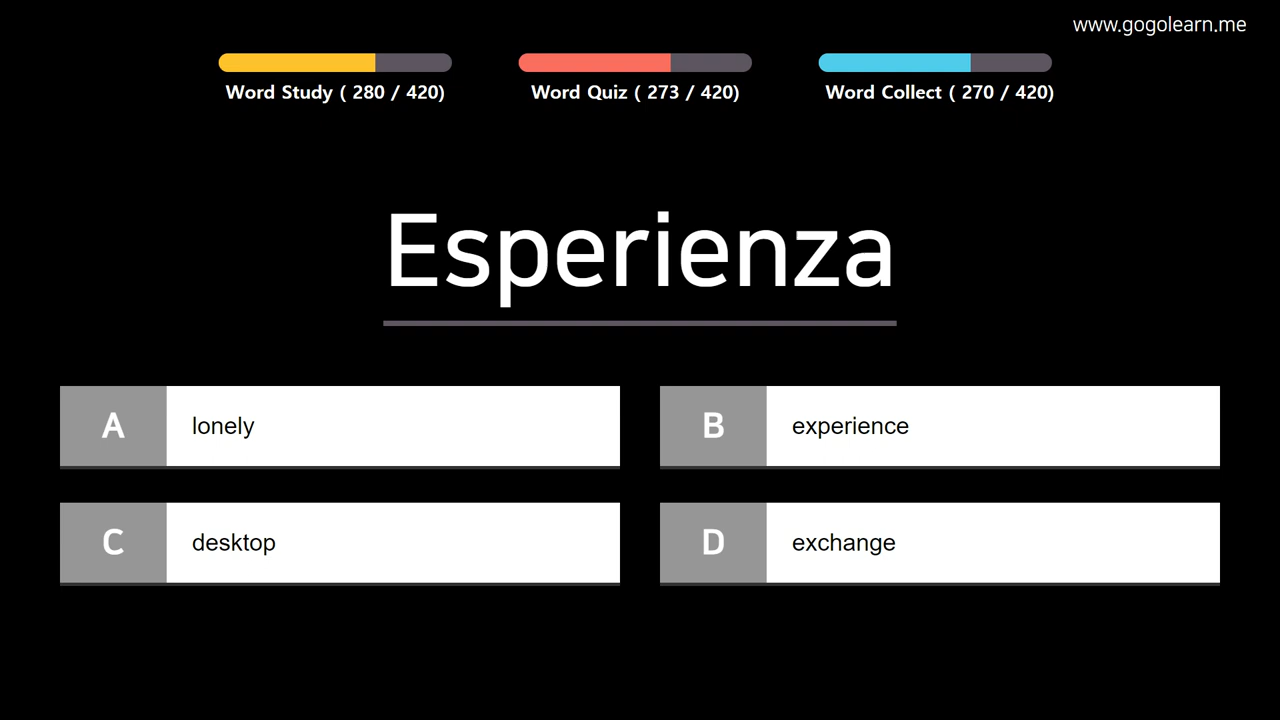 www.gogolearn.me
Word Study ( 280 / 420)
Word Quiz ( 273 / 420)
Word Collect ( 270 / 420)
Esperienza
A
lonely
B
experience
C
desktop
D
exchange